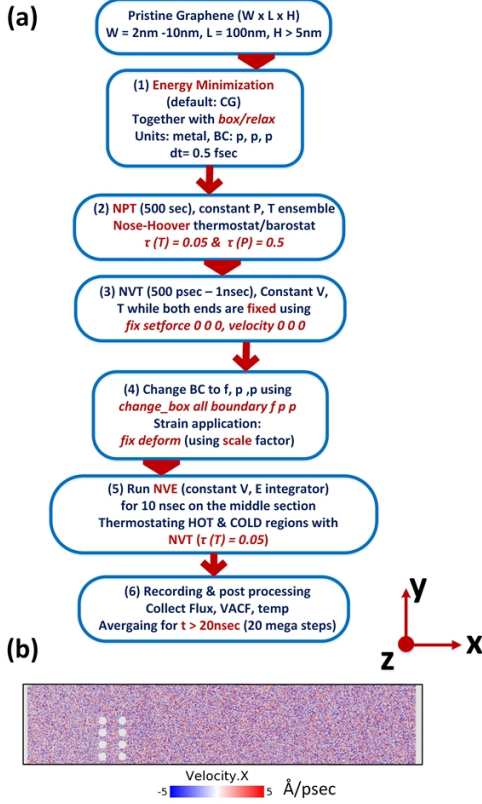 (a)
Pristine Graphene (W x L x H)
W = 2nm -10nm, L = 100nm, H > 5nm
(1) Energy Minimization
(default: CG)
Together with box/relax
Units: metal, BC: p, p, p
dt= 0.5 fsec
(2) NPT (500 sec), constant P, T ensemble
Nose-Hoover thermostat/barostat
τ (T) = 0.05 & τ (P) = 0.5
(3) NVT (500 psec – 1nsec), Constant V,
T while both ends are fixed using
fix setforce 0 0 0, velocity 0 0 0
(4) Change BC to f, p ,p using
change_box all boundary f p p
Strain application:
fix deform (using scale factor)
(5) Run NVE (constant V, E integrator)
for 10 nsec on the middle section
Thermostating HOT & COLD regions with
NVT (τ (T) = 0.05)
(6) Recording & post processing
Collect Flux, VACF, temp
Avergaing for t > 20nsec (20 mega steps)
y
x
z
(b)
Velocity.X
-5 5 Å/psec